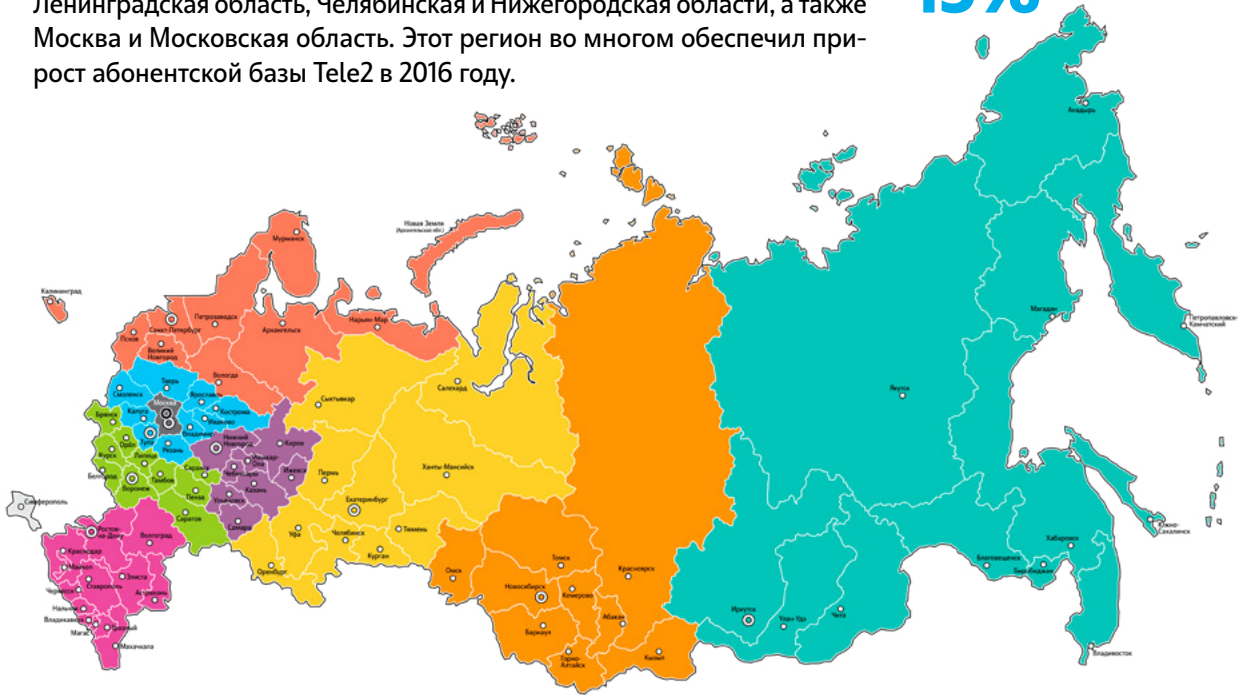 Ленинградская область, Челябинская и Нижегородская области, а также
Москва и Московская область. Этот регион во многом обеспечил при-
рост абонентской базы Tele2 в 2016 году.
15%
Анадырь
Новая Земля
(Архангельская обл.)
Мурманск
Калининград
Петрозаводск
Санкт-Петербург
Архангельск
Нарьян-Мар
Псков
Великий
Новгород
Магадан
Петропавловск-
Камчатский
Вологда
Тверь
Смоленск
Ярославль
Салехард
Якутск
Москва
Кострома
Сыктывкар
Калуга
Иваново
Брянск
Владимир
Тула
Нижний
Новгород
Киров
Орёл
Рязань
Курск
Липецк
Йошкар-
Ола
Саранск
Чебоксары
Ижевск
Пермь
Ханты-Мансийск
Белгород
Тамбов
Воронеж
Казань
Пенза
Ульяновск
Симферополь
Екатеринбург
Саратов
Самара
Ростов-
на-Дону
Волгоград
Уфа
Челябинск
Тюмень
Южно-
Сахалинск
Краснодар
Курган
Хабаровск
Майкоп
Оренбург
Омск
Томск
Благовещенск
Биробиджан
Элиста
Ставрополь
Красноярск
Черкесск
Астрахань
Новосибирск
Кемерово
Нальчик
Иркутск
Улан-Удэ
Чита
Владикавказ
Абакан
Магас
Грозный
Барнаул
Махачкала
Горно-
Алтайск
Кызыл
Владивосток